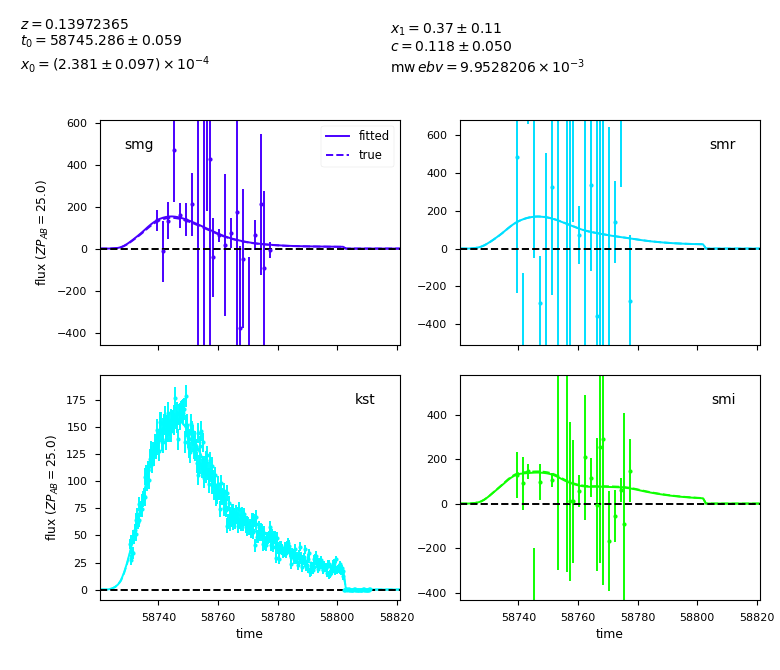 z = 0.13972365
t₀ = 58745.286 ± 0.059
x₀ = (2.381 ± 0.097) × 10⁻⁴
x₁ = 0.37 ± 0.11
c = 0.118 ± 0.050
mw ebv = 9.9528206 × 10⁻³
smg
fitted
true
600
400
200
0
−200
−400
flux (ZP_AB = 25.0)
smr
600
400
200
0
−200
−400
kst
175
150
125
100
75
50
25
0
flux (ZP_AB = 25.0)
58740 58760 58780 58800 58820
time
smi
400
200
0
−200
−400
58740 58760 58780 58800 58820
time